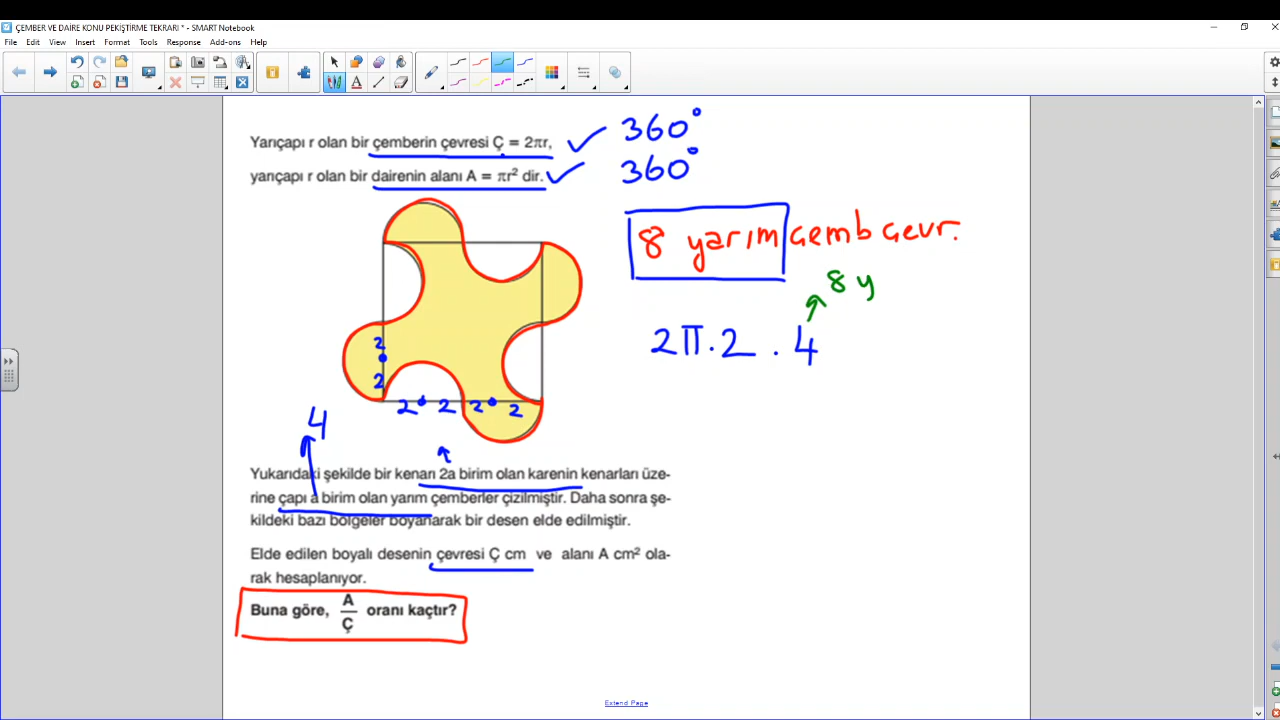 ÇEMBER VE DAİRE KONU PEKİŞTİRME TEKRARI * - SMART Notebook
File Edit View Insert Format Tools Response Add-ons Help
Yarıçapı r olan bir çemberin çevresi Ç = 2πr, 360°
yarıçapı r olan bir dairenin alanı A = πr² dir. 360°
8 yarım çemb çevr.
8 y
2π.2 . 4
2
2
2 2 2 2
4
Yukarıdaki şekilde bir kenarı 2a birim olan karenin kenarları üze-
rine çapı a birim olan yarım çemberler çizilmiştir. Daha sonra şe-
kildeki bazı bölgeler boyanarak bir desen elde edilmiştir.
Elde edilen boyalı desenin çevresi Ç cm ve alanı A cm² ola-
rak hesaplanıyor.
Buna göre, A/Ç oranı kaçtır?
Extend Page